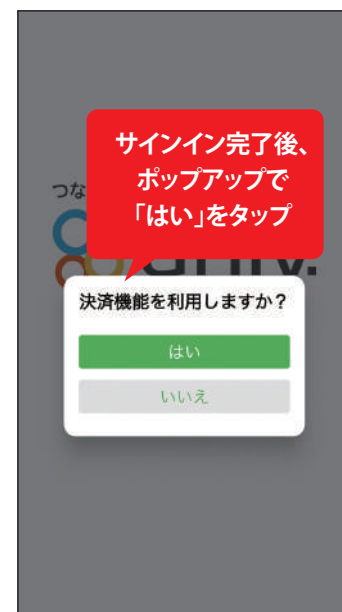 サインイン完了後、
ポップアップで
「はい」をタップ
つな
決済機能を利用しますか？
はい
いいえ